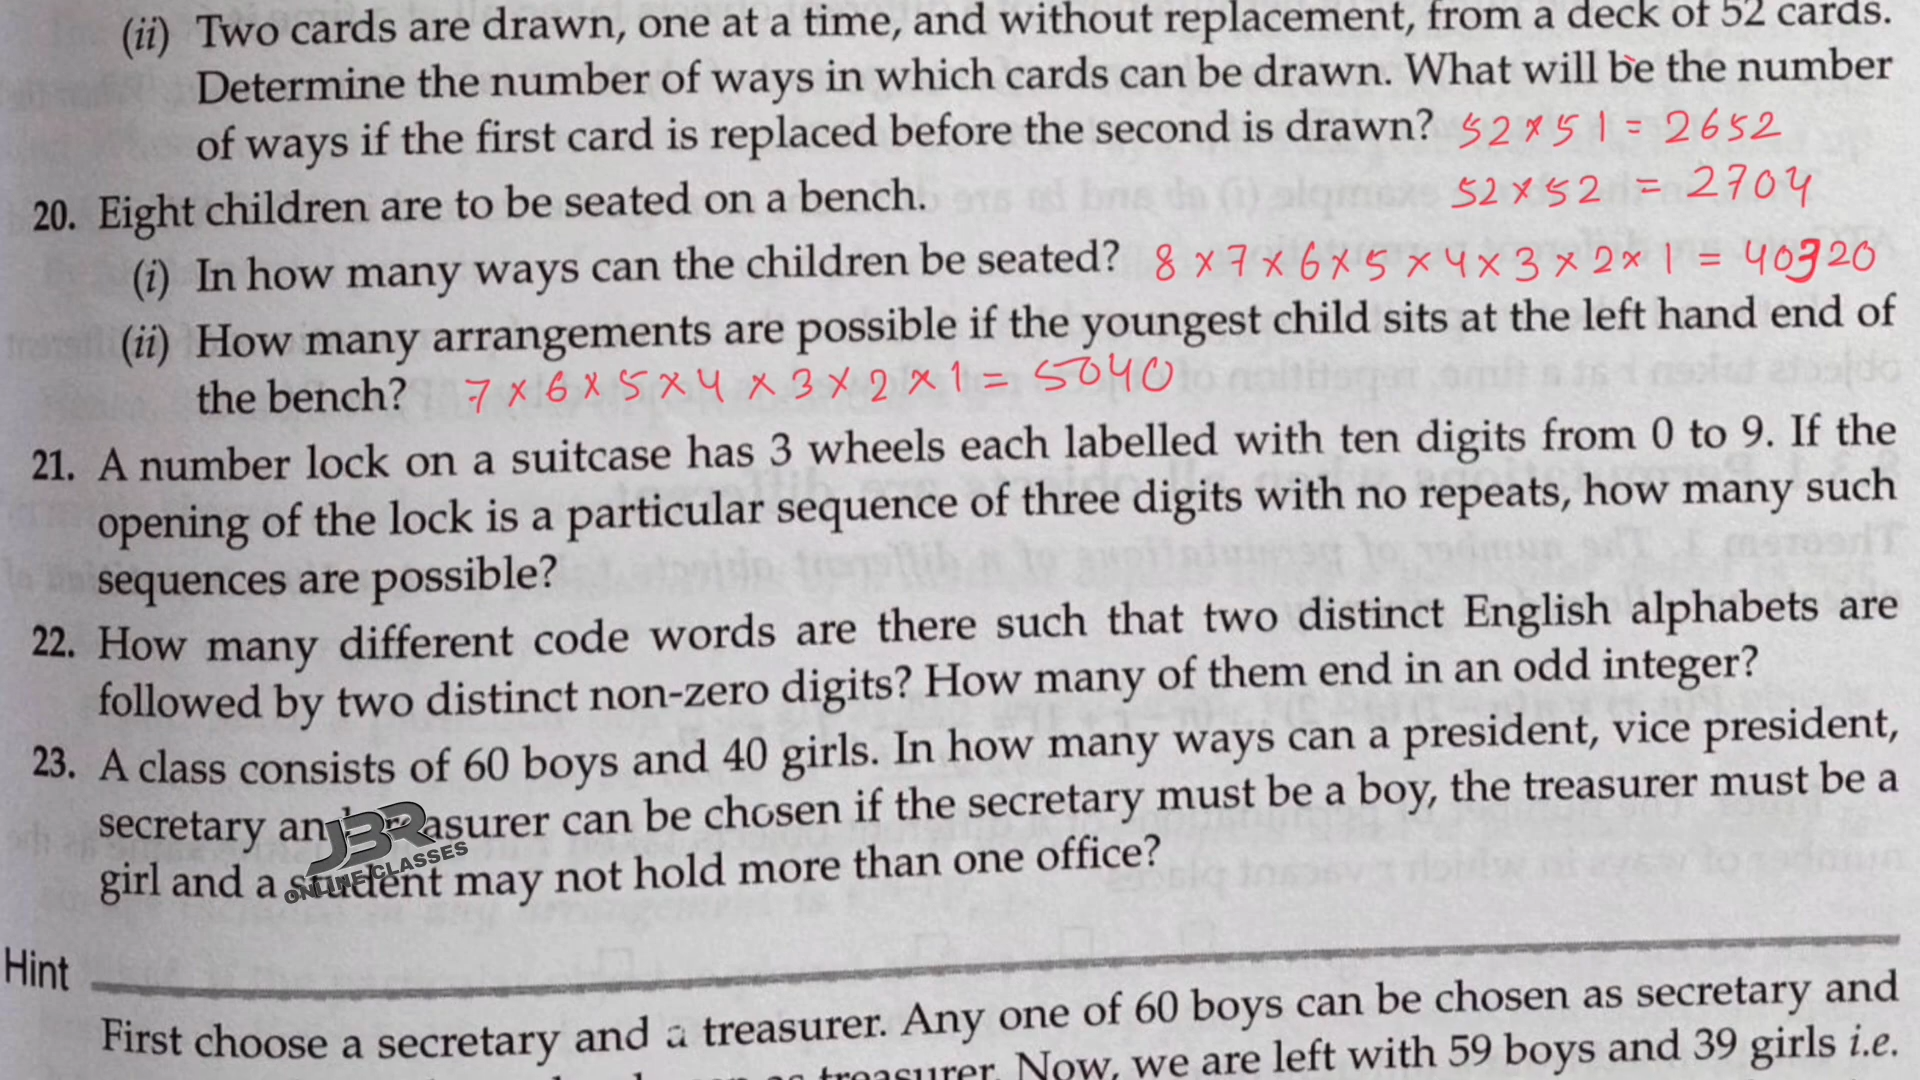 (ii) Two cards are drawn, one at a time, and without replacement, from a deck of 52 cards.
Determine the number of ways in which cards can be drawn. What will be the number
of ways if the first card is replaced before the second is drawn? 52×51 = 2652
52×52 = 2704
20. Eight children are to be seated on a bench.
(i) In how many ways can the children be seated? 8 × 7 × 6 × 5 × 4 × 3 × 2 × 1 = 40320
(ii) How many arrangements are possible if the youngest child sits at the left hand end of
the bench? 7 × 6 × 5 × 4 × 3 × 2 × 1 = 5040
21. A number lock on a suitcase has 3 wheels each labelled with ten digits from 0 to 9. If the
opening of the lock is a particular sequence of three digits with no repeats, how many such
sequences are possible?
22. How many different code words are there such that two distinct English alphabets are
followed by two distinct non-zero digits? How many of them end in an odd integer?
23. A class consists of 60 boys and 40 girls. In how many ways can a president, vice president,
secretary and treasurer can be chosen if the secretary must be a boy, the treasurer must be a
girl and a student may not hold more than one office?
JBR
ONLINE CLASSES
Hint
First choose a secretary and a treasurer. Any one of 60 boys can be chosen as secretary and
as treasurer. Now, we are left with 59 boys and 39 girls i.e.